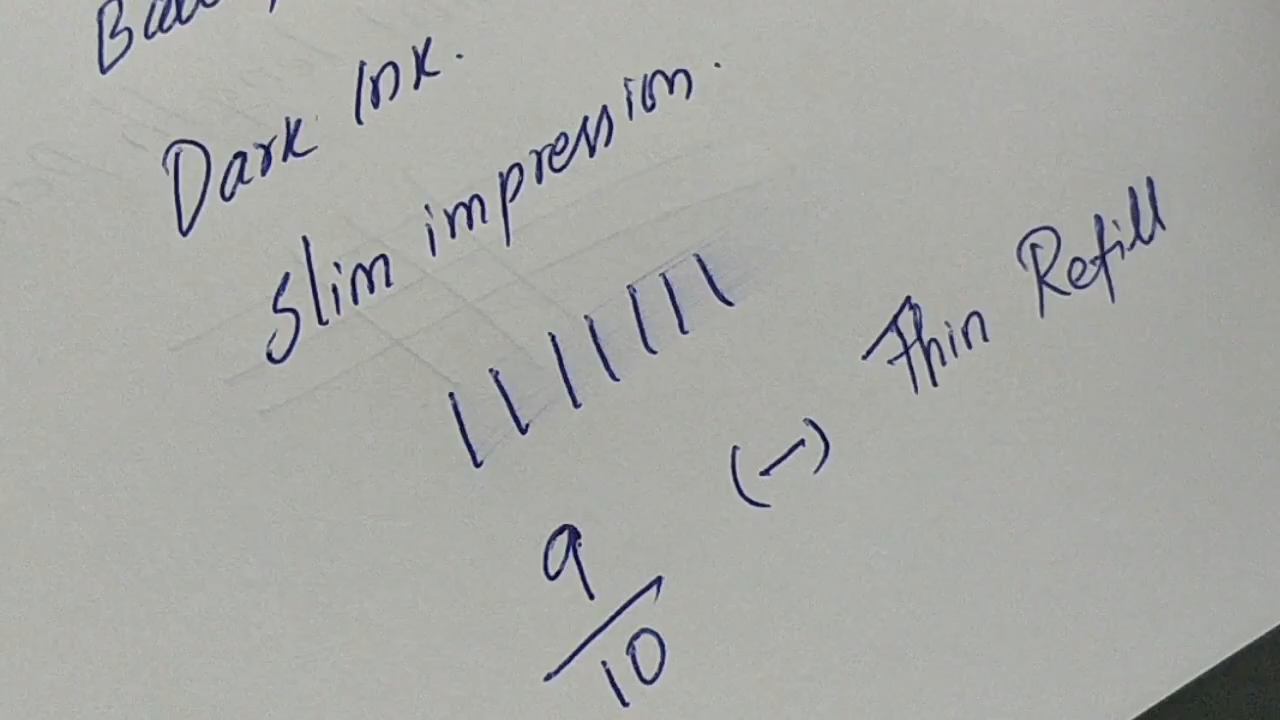 Dark Ink.
Slim impression.
(-) Thin Refill
9/10